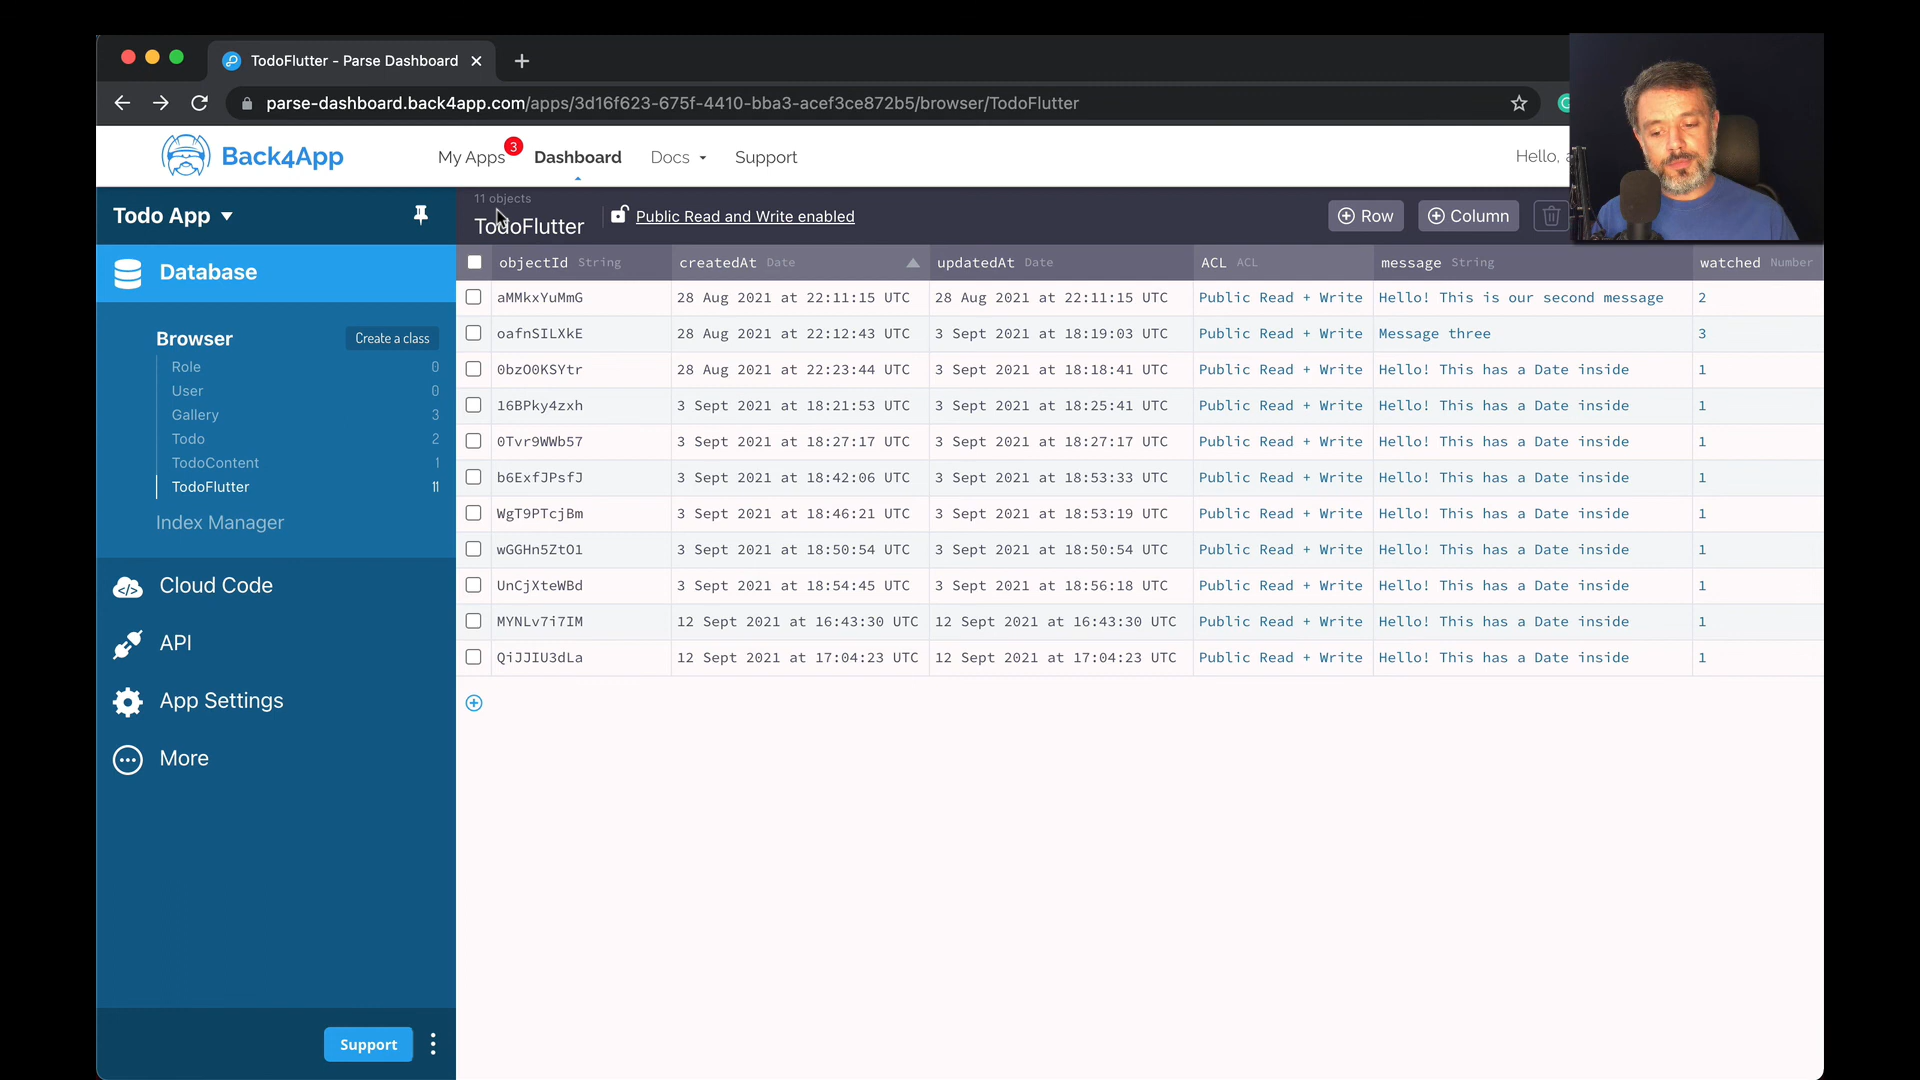 TodoFlutter - Parse Dashboard
parse-dashboard.back4app.com/apps/3d16f623-675f-4410-bba3-acef3ce872b5/browser/TodoFlutter
Back4App
My Apps 3 Dashboard Docs Support
Hello,
Todo App
11 objects
TodoFlutter
Public Read and Write enabled
Row
Column
Database
Browser
Create a class
Role 0
User 0
Gallery 3
Todo 2
TodoContent 1
TodoFlutter 11
Index Manager
Cloud Code
API
App Settings
More
Support
objectId String createdAt Date updatedAt Date ACL ACL message String watched Number
aMMkxYuMmG 28 Aug 2021 at 22:11:15 UTC 28 Aug 2021 at 22:11:15 UTC Public Read + Write Hello! This is our second message 2
oafnSILXkE 28 Aug 2021 at 22:12:43 UTC 3 Sept 2021 at 18:19:03 UTC Public Read + Write Message three 3
0bzO0KSYtr 28 Aug 2021 at 22:23:44 UTC 3 Sept 2021 at 18:18:41 UTC Public Read + Write Hello! This has a Date inside 1
16BPky4zxh 3 Sept 2021 at 18:21:53 UTC 3 Sept 2021 at 18:25:41 UTC Public Read + Write Hello! This has a Date inside 1
0Tvr9WWb57 3 Sept 2021 at 18:27:17 UTC 3 Sept 2021 at 18:27:17 UTC Public Read + Write Hello! This has a Date inside 1
b6ExfJPsfJ 3 Sept 2021 at 18:42:06 UTC 3 Sept 2021 at 18:53:33 UTC Public Read + Write Hello! This has a Date inside 1
WgT9PTcjBm 3 Sept 2021 at 18:46:21 UTC 3 Sept 2021 at 18:53:19 UTC Public Read + Write Hello! This has a Date inside 1
wGGHn5ZtO1 3 Sept 2021 at 18:50:54 UTC 3 Sept 2021 at 18:50:54 UTC Public Read + Write Hello! This has a Date inside 1
UnCjXteWBd 3 Sept 2021 at 18:54:45 UTC 3 Sept 2021 at 18:56:18 UTC Public Read + Write Hello! This has a Date inside 1
MYNLv7i7IM 12 Sept 2021 at 16:43:30 UTC 12 Sept 2021 at 16:43:30 UTC Public Read + Write Hello! This has a Date inside 1
QiJJIU3dLa 12 Sept 2021 at 17:04:23 UTC 12 Sept 2021 at 17:04:23 UTC Public Read + Write Hello! This has a Date inside 1